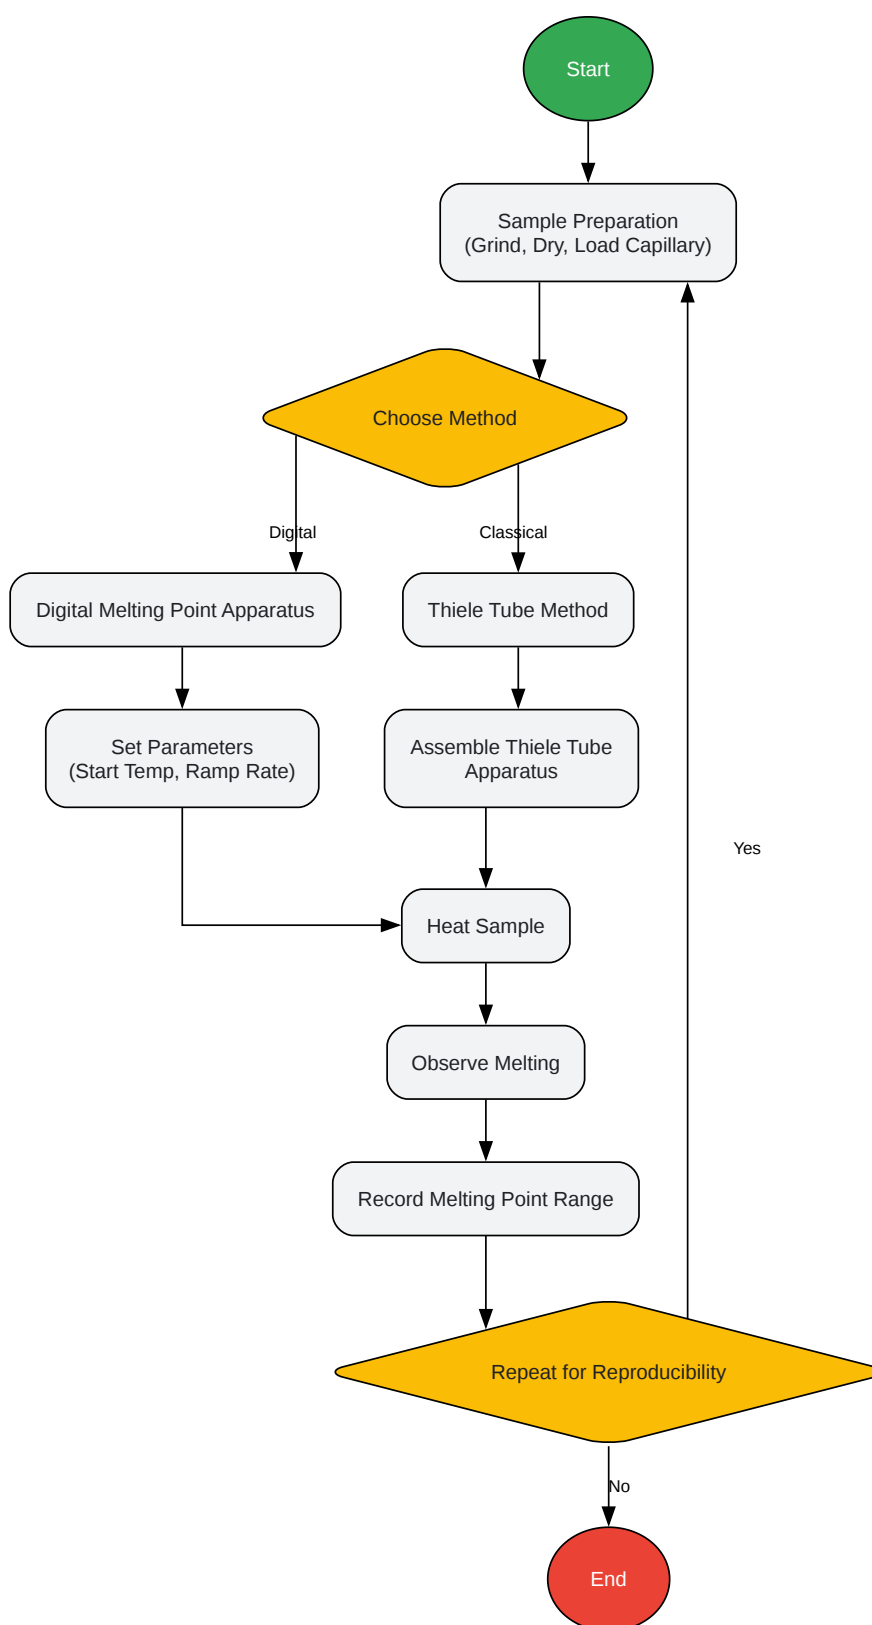 Start
Sample Preparation
(Grind, Dry, Load Capillary)
Choose Method
Digital
Classical
Digital Melting Point Apparatus
Thiele Tube Method
Set Parameters
(Start Temp, Ramp Rate)
Assemble Thiele Tube
Apparatus
Yes
Heat Sample
Observe Melting
Record Melting Point Range
Repeat for Reproducibility
No
End